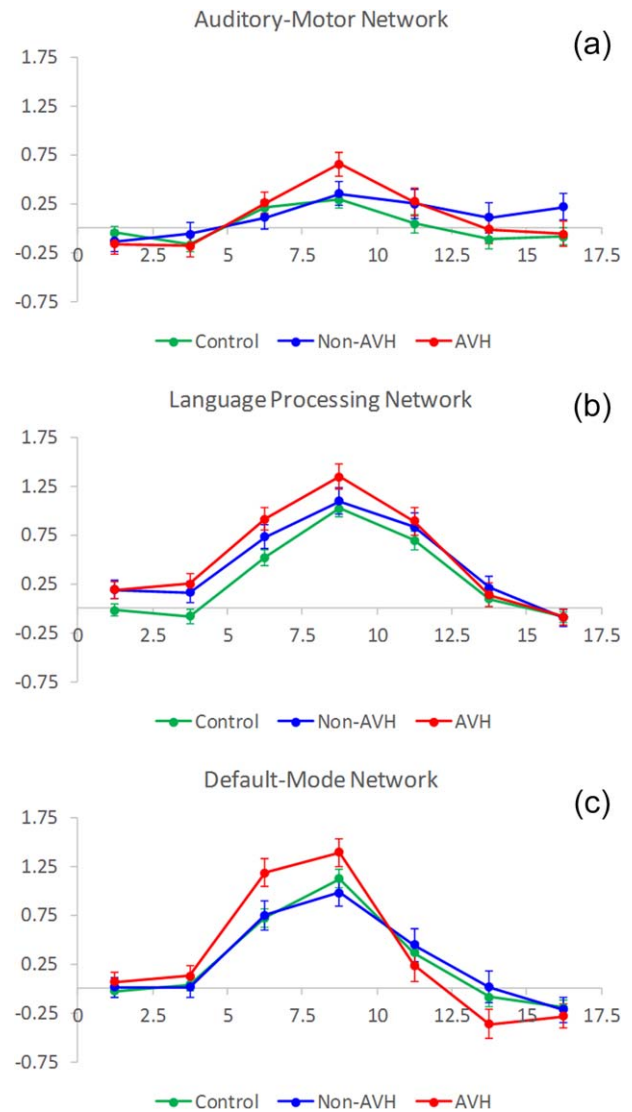 Auditory-Motor Network
(a)
1.75
1.25
0.75
0.25
-0.25
-0.75
0 2.5 5 7.5 10 12.5 15 17.5
Control Non-AVH AVH
Language Processing Network
(b)
1.75
1.25
0.75
0.25
-0.25
-0.75
0 2.5 5 7.5 10 12.5 15 17.5
Control Non-AVH AVH
Default-Mode Network
(c)
1.75
1.25
0.75
0.25
-0.25
-0.75
0 2.5 5 7.5 10 12.5 15 17.5
Control Non-AVH AVH